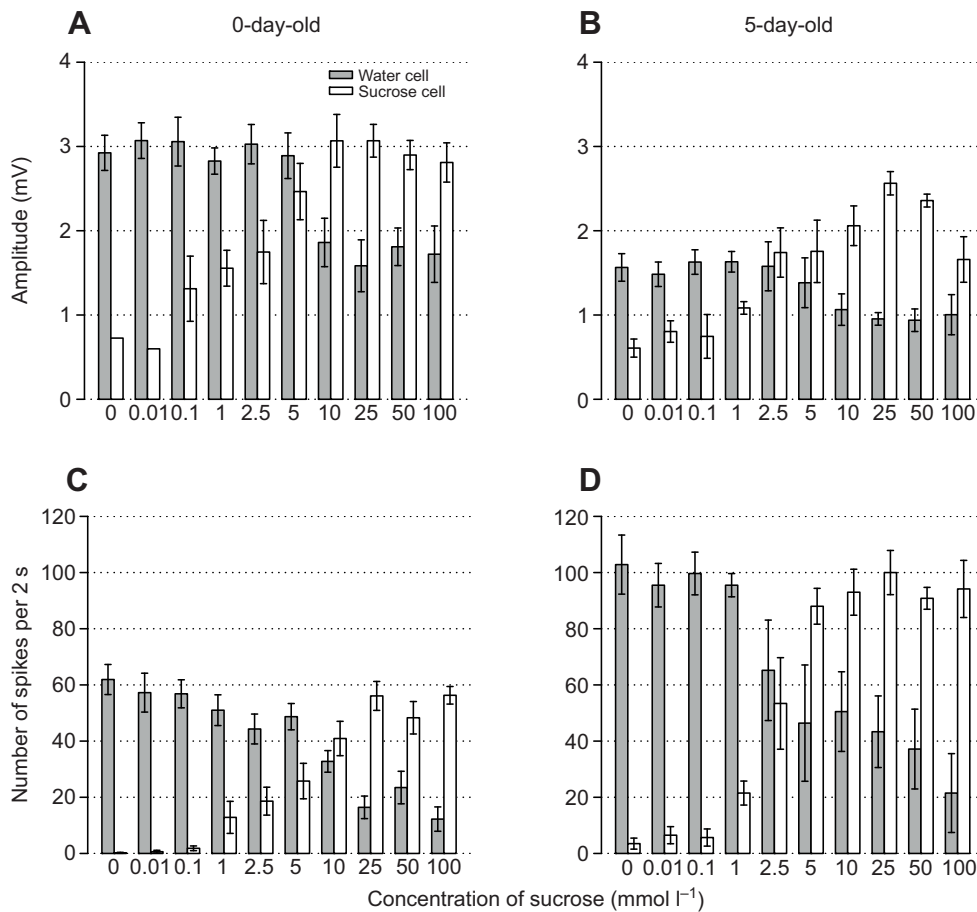 A 0-day-old
B 5-day-old
4
3
2
1
0
Amplitude (mV)
Water cell
Sucrose cell
0 0.01 0.1 1 2.5 5 10 25 50 100
4
3
2
1
0
0 0.01 0.1 1 2.5 5 10 25 50 100
C
D
120
100
80
60
40
20
0
Number of spikes per 2 s
0 0.01 0.1 1 2.5 5 10 25 50 100
120
100
80
60
40
20
0
0 0.01 0.1 1 2.5 5 10 25 50 100
Concentration of sucrose (mmol l⁻¹)